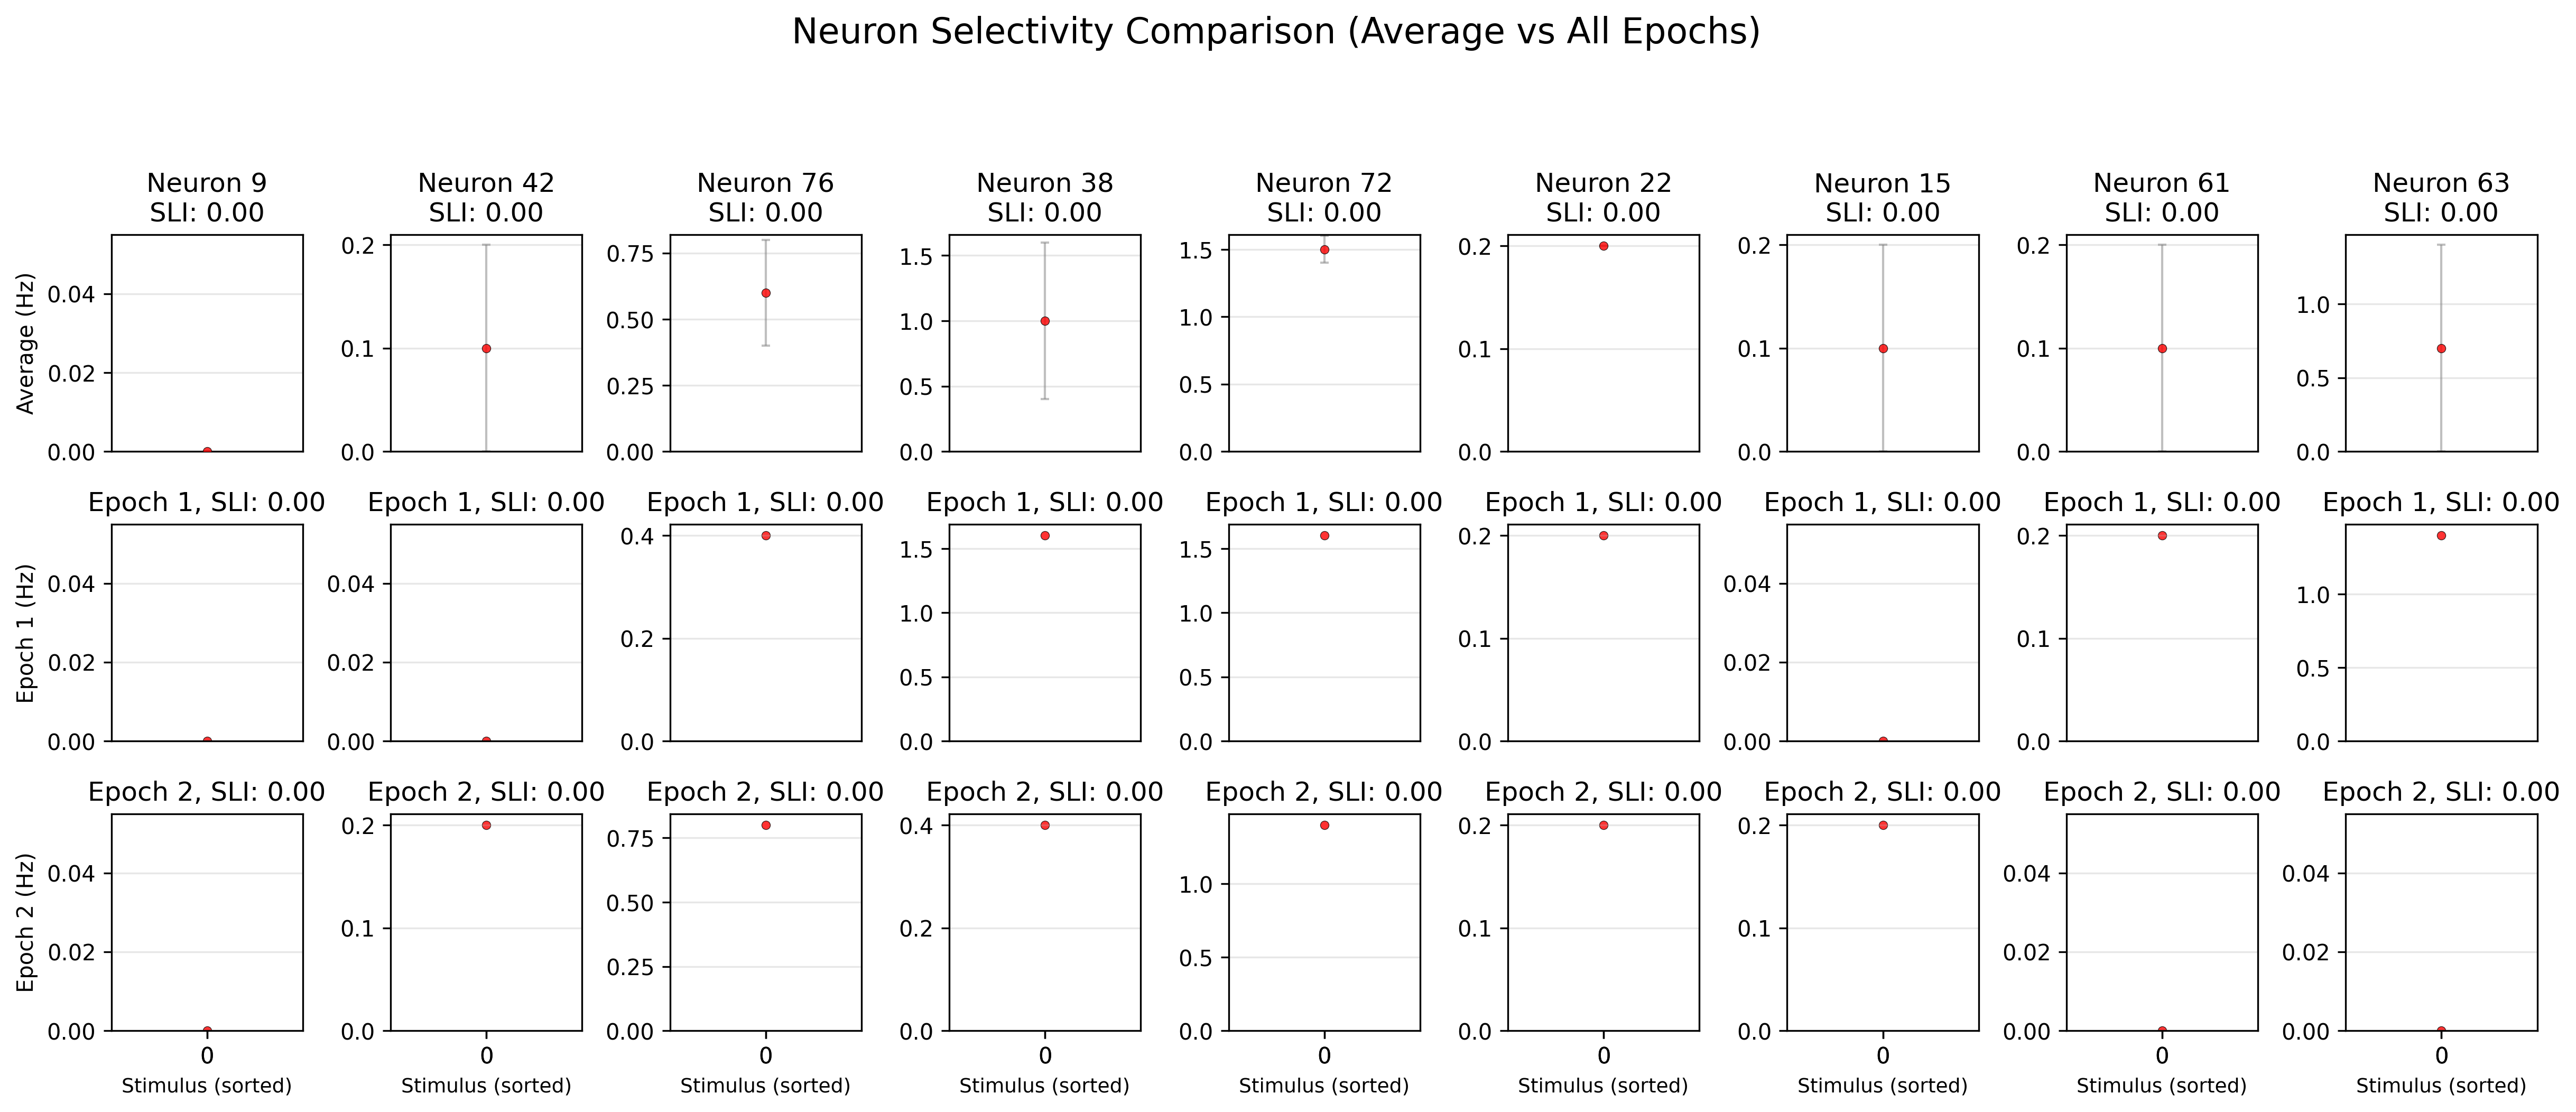 Neuron Selectivity Comparison (Average vs All Epochs)
Neuron 9
SLI: 0.00
Neuron 42
SLI: 0.00
Neuron 76
SLI: 0.00
Neuron 38
SLI: 0.00
Neuron 72
SLI: 0.00
Neuron 22
SLI: 0.00
Neuron 15
SLI: 0.00
Neuron 61
SLI: 0.00
Neuron 63
SLI: 0.00
Average (Hz)
0.04
0.02
0.00
0.2
0.1
0.0
0.75
0.50
0.25
0.00
1.5
1.0
0.5
0.0
1.5
1.0
0.5
0.0
0.2
0.1
0.0
0.2
0.1
0.0
0.2
0.1
0.0
1.0
0.5
0.0
Epoch 1, SLI: 0.00
Epoch 1, SLI: 0.00
Epoch 1, SLI: 0.00
Epoch 1, SLI: 0.00
Epoch 1, SLI: 0.00
Epoch 1, SLI: 0.00
Epoch 1, SLI: 0.00
Epoch 1, SLI: 0.00
Epoch 1, SLI: 0.00
Epoch 1 (Hz)
0.04
0.02
0.00
0.04
0.02
0.00
0.4
0.2
0.0
1.5
1.0
0.5
0.0
1.5
1.0
0.5
0.0
0.2
0.1
0.0
0.04
0.02
0.00
0.2
0.1
0.0
1.0
0.5
0.0
Epoch 2, SLI: 0.00
Epoch 2, SLI: 0.00
Epoch 2, SLI: 0.00
Epoch 2, SLI: 0.00
Epoch 2, SLI: 0.00
Epoch 2, SLI: 0.00
Epoch 2, SLI: 0.00
Epoch 2, SLI: 0.00
Epoch 2, SLI: 0.00
Epoch 2 (Hz)
0.04
0.02
0.00
0.2
0.1
0.0
0.75
0.50
0.25
0.00
0.4
0.2
0.0
1.0
0.5
0.0
0.2
0.1
0.0
0.2
0.1
0.0
0.04
0.02
0.00
0.04
0.02
0.00
0
0
0
0
0
0
0
0
0
Stimulus (sorted)
Stimulus (sorted)
Stimulus (sorted)
Stimulus (sorted)
Stimulus (sorted)
Stimulus (sorted)
Stimulus (sorted)
Stimulus (sorted)
Stimulus (sorted)